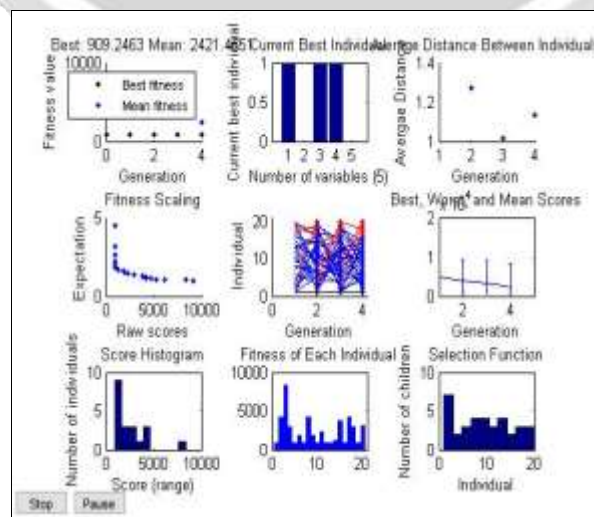 Best: 909.2463 Mean: 2421.4651
Current Best Individual
Average Distance Between Individuals
Fitness value
10000
5000
0
Best fitness
Mean fitness
0 2 4
Generation
Current best individual
1
0.5
0
1 2 3 4 5
Number of variables (5)
Avergae Distance
1.4
1.2
1
1 2 3 4
Generation
Fitness Scaling
Expectation
5
0
0 5000 10000
Raw scores
Individual
20
10
0
0 2 4
Generation
Best, Worst, and Mean Scores
2
1
0
2 4
Generation
Score Histogram
Number of individuals
10
5
0
0 5000 10000
Score (range)
Fitness of Each Individual
10000
5000
0
0 10 20
Selection Function
Number of children
10
5
0
0 10 20
Individual
Stop Pause